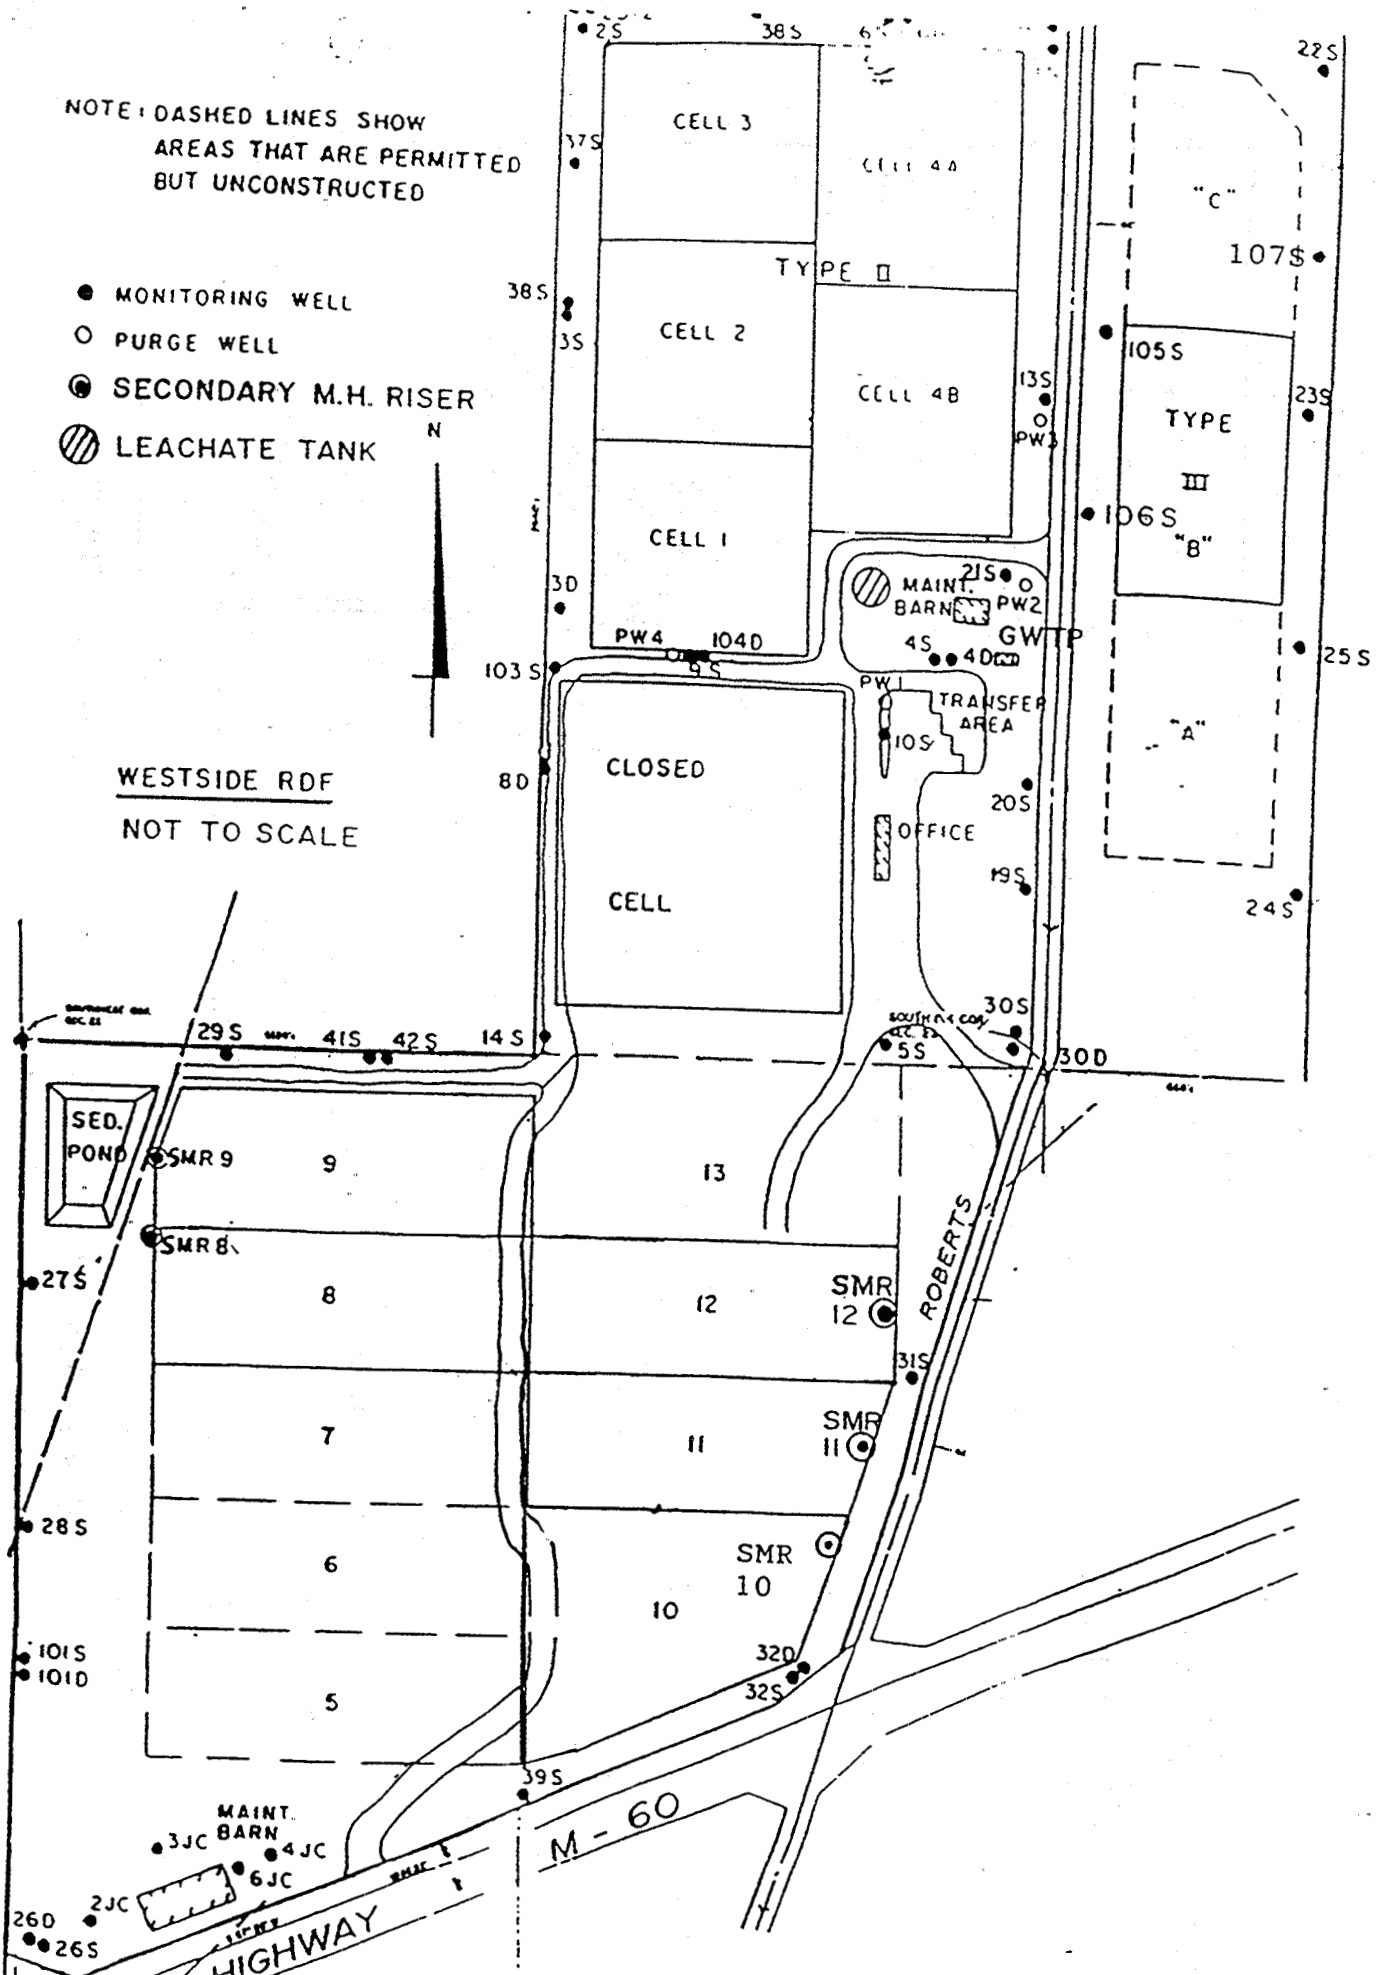 2S
38S
22S
NOTE: DASHED LINES SHOW
AREAS THAT ARE PERMITTED
BUT UNCONSTRUCTED
CELL 3
37S
CELL 4A
"C"
107S
TYPE II
MONITORING WELL
38S
PURGE WELL
3S
CELL 2
105S
SECONDARY M.H. RISER
13S
CELL 4B
23S
TYPE
III
"B"
PW3
N
LEACHATE TANK
106S
CELL 1
3D
21S
MAINT.
BARN
PW2
GWTP
PW4
104D
9S
4S
4D
103S
25S
PW1
TRANSFER
AREA
10S
"A"
WESTSIDE RDF
NOT TO SCALE
8D
CLOSED
CELL
20S
OFFICE
19S
24S
30S
29S
41S
42S
14S
5S
30D
SED.
POND
SMR 9
9
13
SMR 8
27S
8
12
SMR
12
ROBERTS
31S
7
11
SMR
11
28S
6
SMR
10
10
101S
101D
5
32D
32S
39S
MAINT.
BARN
3JC
4JC
6JC
2JC
M-60
26D
26S
HIGHWAY